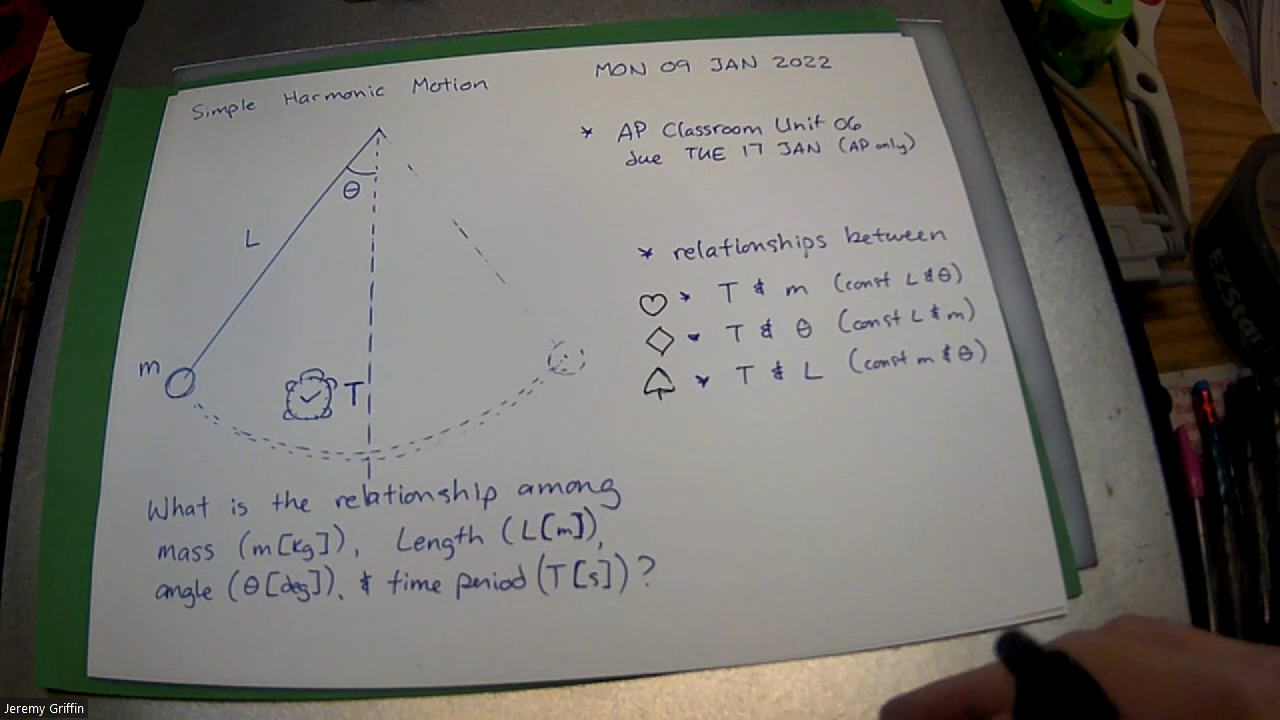 Simple Harmonic Motion
MON 09 JAN 2022
* AP Classroom Unit 06
due TUE 17 JAN (AP only)
θ
L
m
T
* relationships between
* T & m (const L & θ)
* T & θ (const L & m)
* T & L (const m & θ)
What is the relationship among
mass (m[kg]), Length (L[m]),
angle (θ[deg]), & time period (T[s])?
Jeremy Griffin